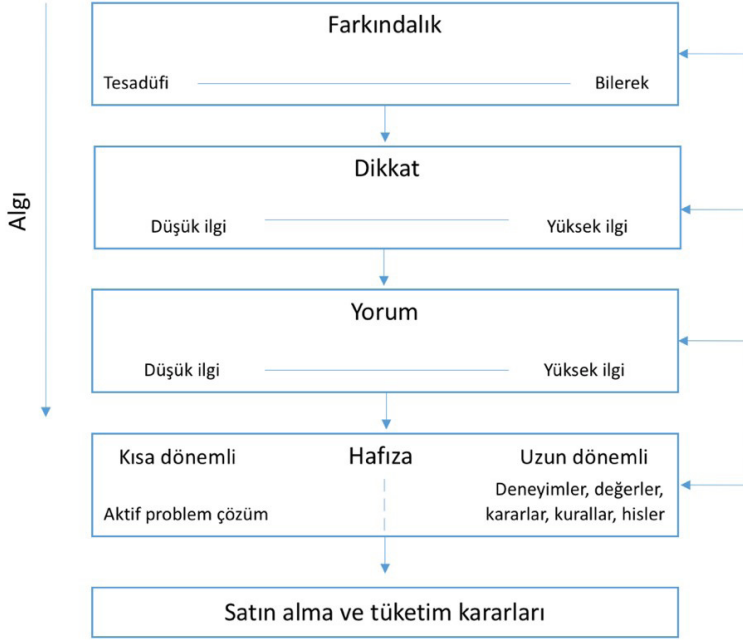 Algı
Farkındalık
Tesadüfi Bilerek
Dikkat
Düşük ilgi Yüksek ilgi
Yorum
Düşük ilgi Yüksek ilgi
Kısa dönemli Hafıza Uzun dönemli
Deneyimler, değerler,
Aktif problem çözüm kararlar, kurallar, hisler
Satın alma ve tüketim kararları